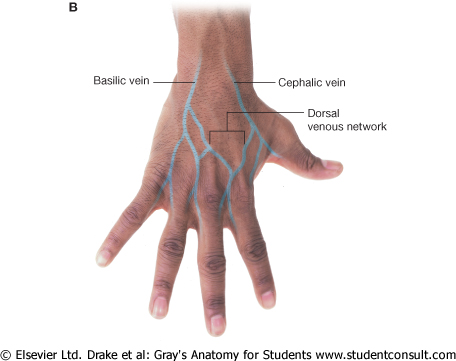 B
Basilic vein
Cephalic vein
Dorsal
venous network
© Elsevier Ltd. Drake et al: Gray's Anatomy for Students www.studentconsult.com